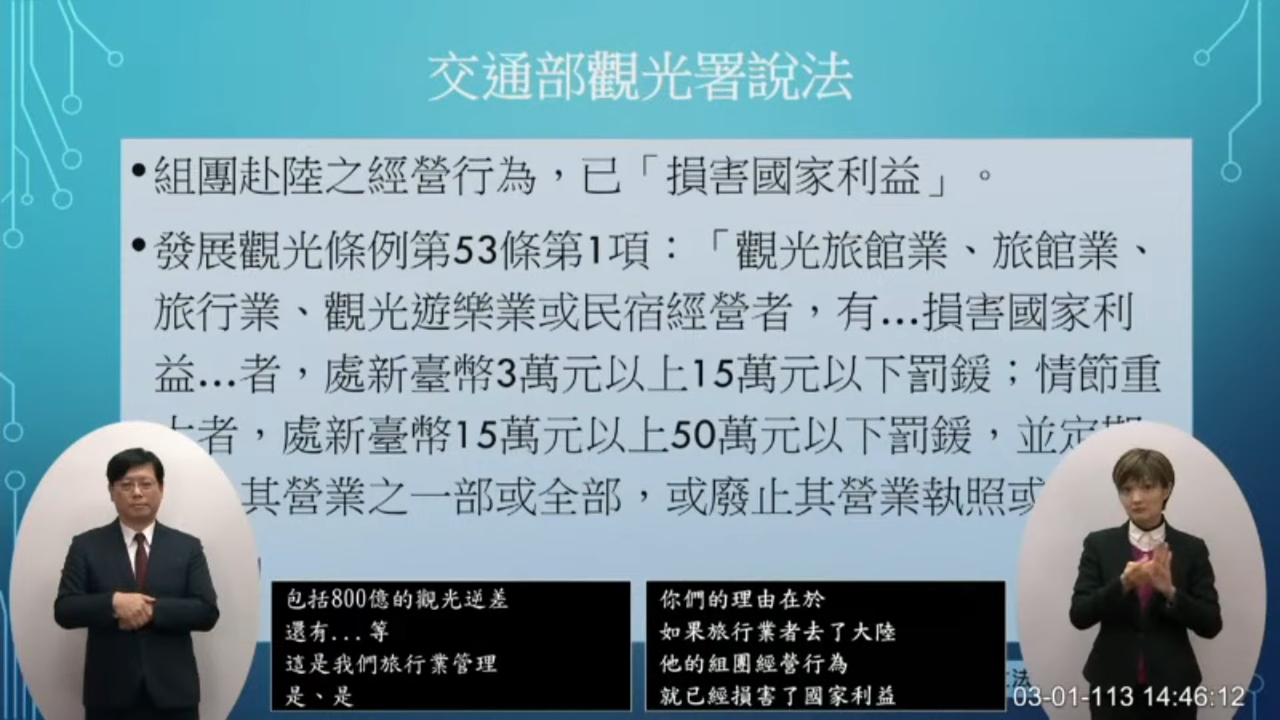 交通部觀光署說法
•組團赴陸之經營行為，已「損害國家利益」。
•發展觀光條例第53條第1項：「觀光旅館業、旅館業、
旅行業、觀光遊樂業或民宿經營者，有...損害國家利
益...者，處新臺幣3萬元以上15萬元以下罰鍰；情節重
大者，處新臺幣15萬元以上50萬元以下罰鍰，並定期
其營業之一部或全部，或廢止其營業執照或
包括800億的觀光逆差
還有...等
這是我們旅行業管理
是、是
你們的理由在於
如果旅行業者去了大陸
他的組團經營行為
就已經損害了國家利益
法
03-01-113 14:46:12